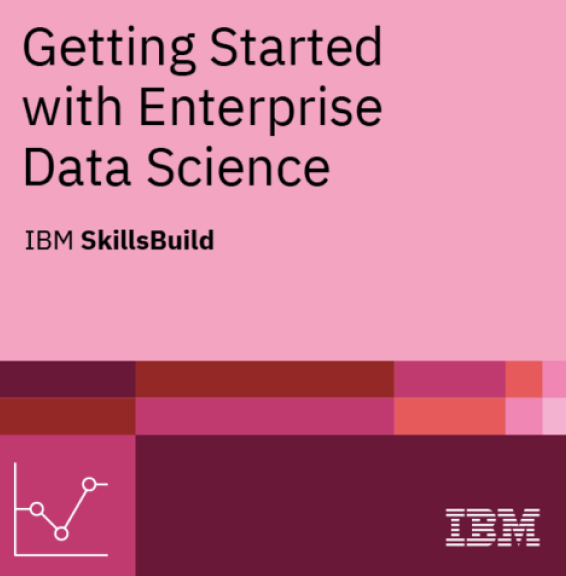 Getting Started
with Enterprise
Data Science
IBM SkillsBuild
IBM